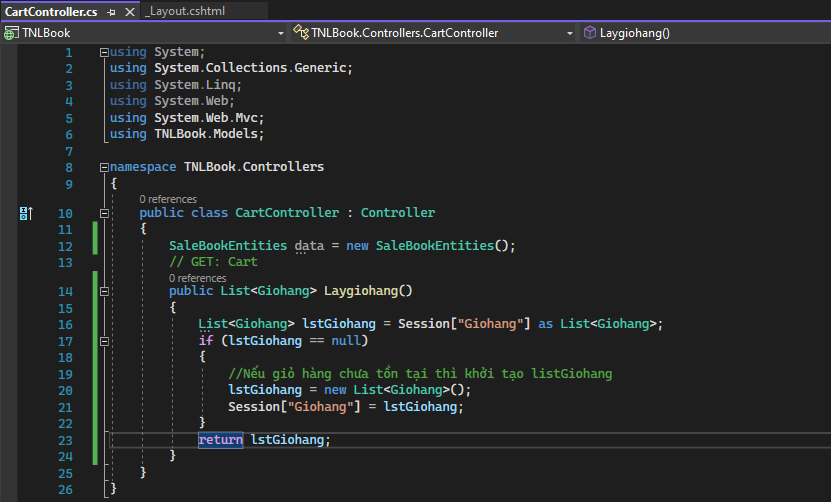 CartController.cs _Layout.cshtml
TNLBook TNLBook.Controllers.CartController Laygiohang()
1 using System;
2 using System.Collections.Generic;
3 using System.Linq;
4 using System.Web;
5 using System.Web.Mvc;
6 using TNLBook.Models;
7
8 namespace TNLBook.Controllers
9 {
0 references
10 public class CartController : Controller
11 {
12 SaleBookEntities data = new SaleBookEntities();
13 // GET: Cart
0 references
14 public List<Giohang> Laygiohang()
15 {
16 List<Giohang> lstGiohang = Session["Giohang"] as List<Giohang>;
17 if (lstGiohang == null)
18 {
19 //Nếu giỏ hàng chưa tồn tại thì khởi tạo listGiohang
20 lstGiohang = new List<Giohang>();
21 Session["Giohang"] = lstGiohang;
22 }
23 return lstGiohang;
24 }
25 }
26 }